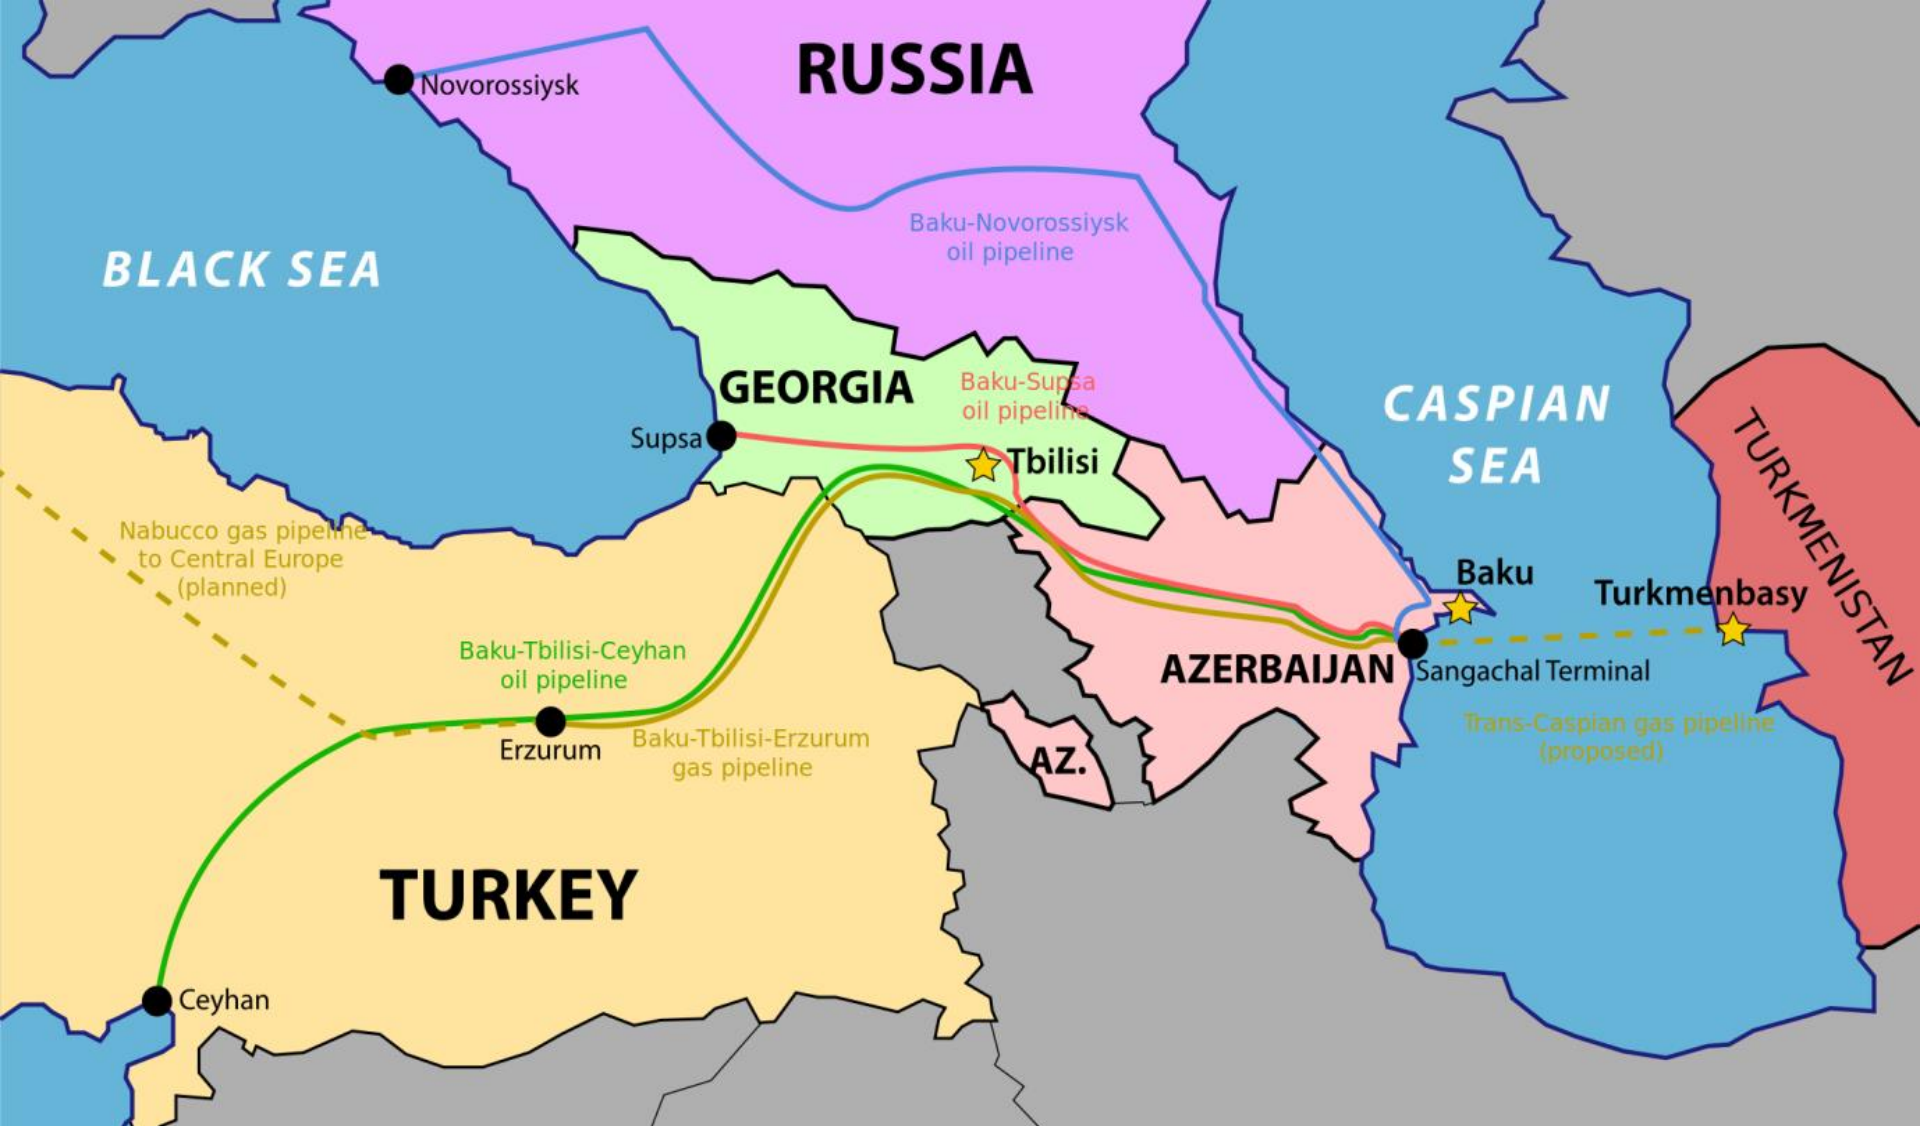 RUSSIA
Novorossiysk
Baku-Novorossiysk
oil pipeline
BLACK SEA
GEORGIA
Baku-Supsa
oil pipeline
CASPIAN
SEA
Supsa
Tbilisi
TURKMENISTAN
Nabucco gas pipeline
to Central Europe
(planned)
Baku
Turkmenbasy
Baku-Tbilisi-Ceyhan
oil pipeline
AZERBAIJAN
Sangachal Terminal
Erzurum
Baku-Tbilisi-Erzurum
gas pipeline
Trans-Caspian gas pipeline
(proposed)
AZ.
TURKEY
Ceyhan